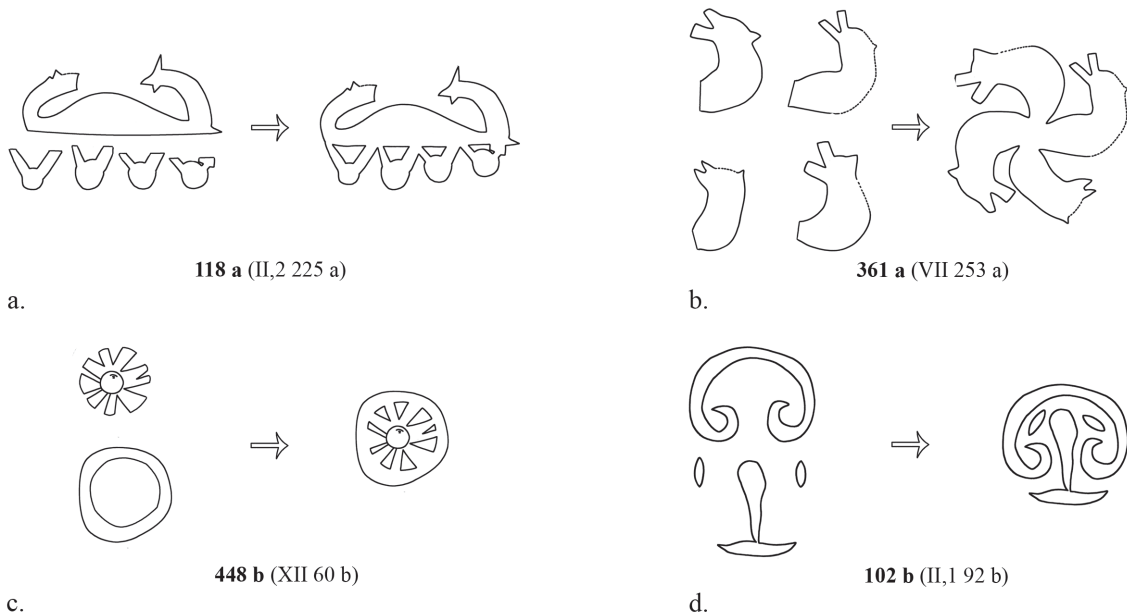 118 a (II,2 225 a)
a.
361 a (VII 253 a)
b.
448 b (XII 60 b)
c.
102 b (II,1 92 b)
d.